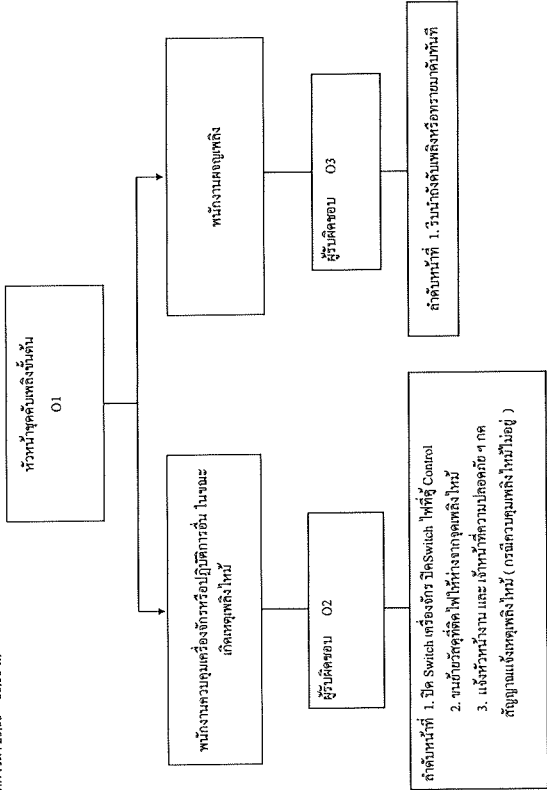 หัวหน้าชุดดับเพลิงขั้นต้น
O1
พนักงานควบคุมเครื่องจักรหรือปฏิบัติการอื่น ในขณะ
เกิดเหตุเพลิงไหม้
พนักงานผจญเพลิง
ผู้รับผิดชอบ O2
ผู้รับผิดชอบ O3
ลำดับหน้าที่ 1. ปิด Switch เครื่องจักร ปิดSwitch ไฟที่ตู้ Control
2. ขนย้ายวัสดุที่ติดไฟให้ห่างจากจุดเพลิงไหม้
3. แจ้งหัวหน้างาน และ เจ้าหน้าที่ความปลอดภัย ฯ กด
สัญญาณแจ้งเหตุเพลิงไหม้ ( กรณีควบคุมเพลิงไหม้ไม่อยู่ )
ลำดับหน้าที่ 1. รีบนำถังดับเพลิงหรือทรายมาดับทันที